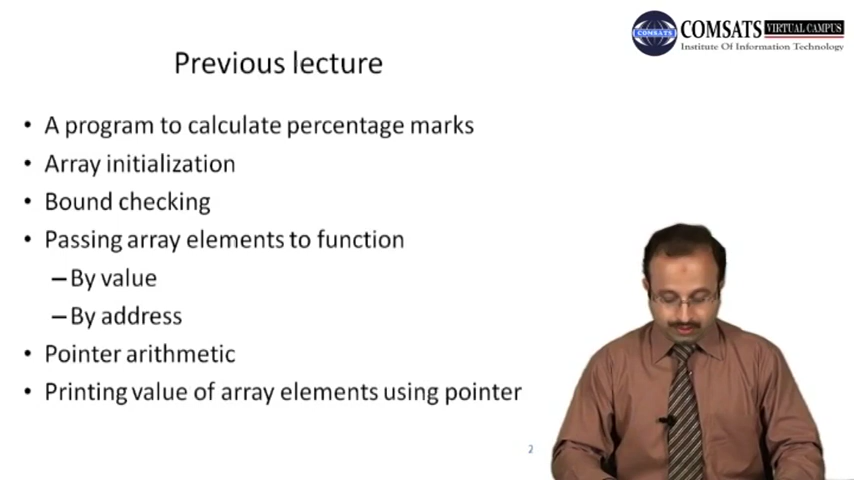 COMSATS VIRTUAL CAMPUS
COMSATS
Institute Of Information Technology
Previous lecture
• A program to calculate percentage marks
• Array initialization
• Bound checking
• Passing array elements to function
–By value
–By address
• Pointer arithmetic
• Printing value of array elements using pointer
2